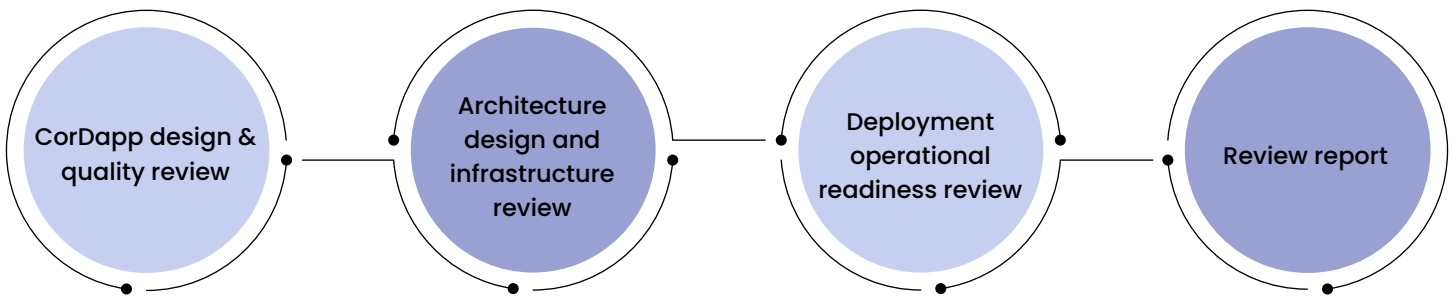 CorDapp design &
quality review
Architecture
design and
infrastructure
review
Deployment
operational
readiness review
Review report